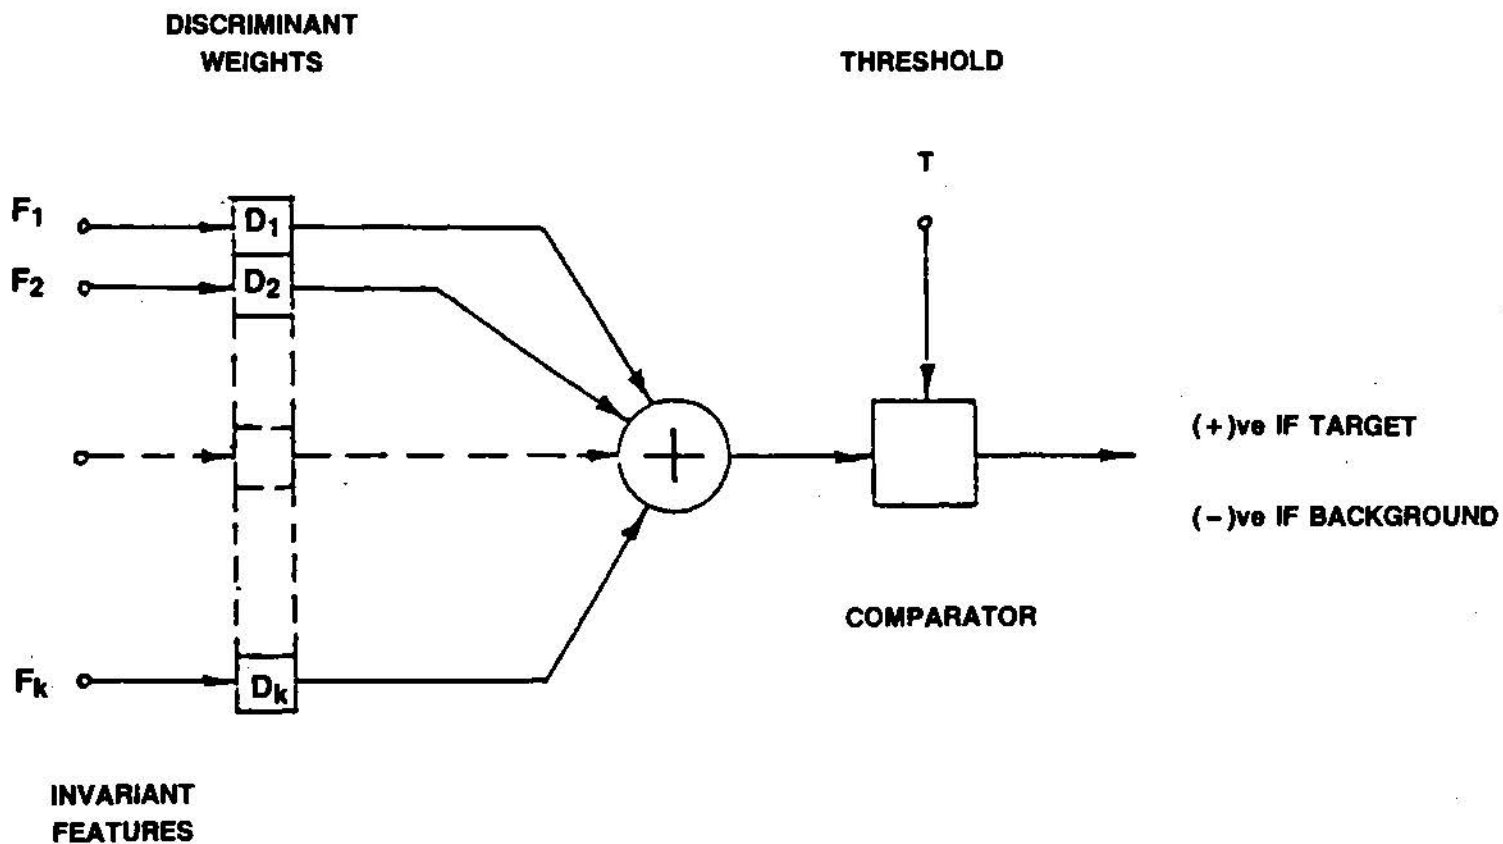 DISCRIMINANT
WEIGHTS
THRESHOLD
T
F1
D1
F2
D2
+
(+)ve IF TARGET
(-)ve IF BACKGROUND
COMPARATOR
Fk
Dk
INVARIANT
FEATURES